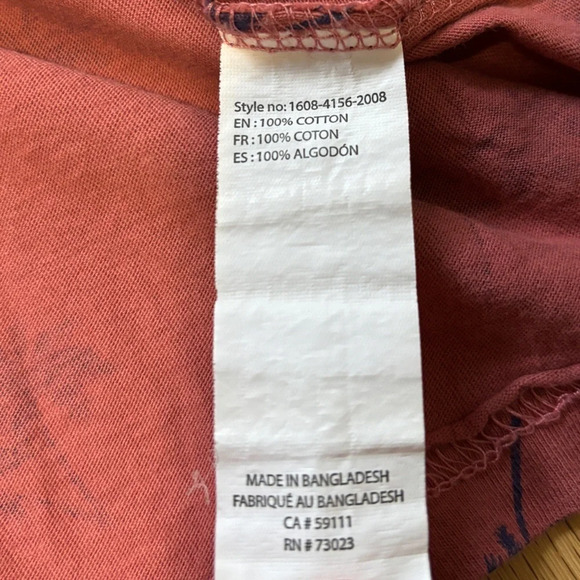 Style no: 1608-4156-2008
EN : 100% COTTON
FR : 100% COTON
ES : 100% ALGODÓN
MADE IN BANGLADESH
FABRIQUÉ AU BANGLADESH
CA # 59111
RN # 73023